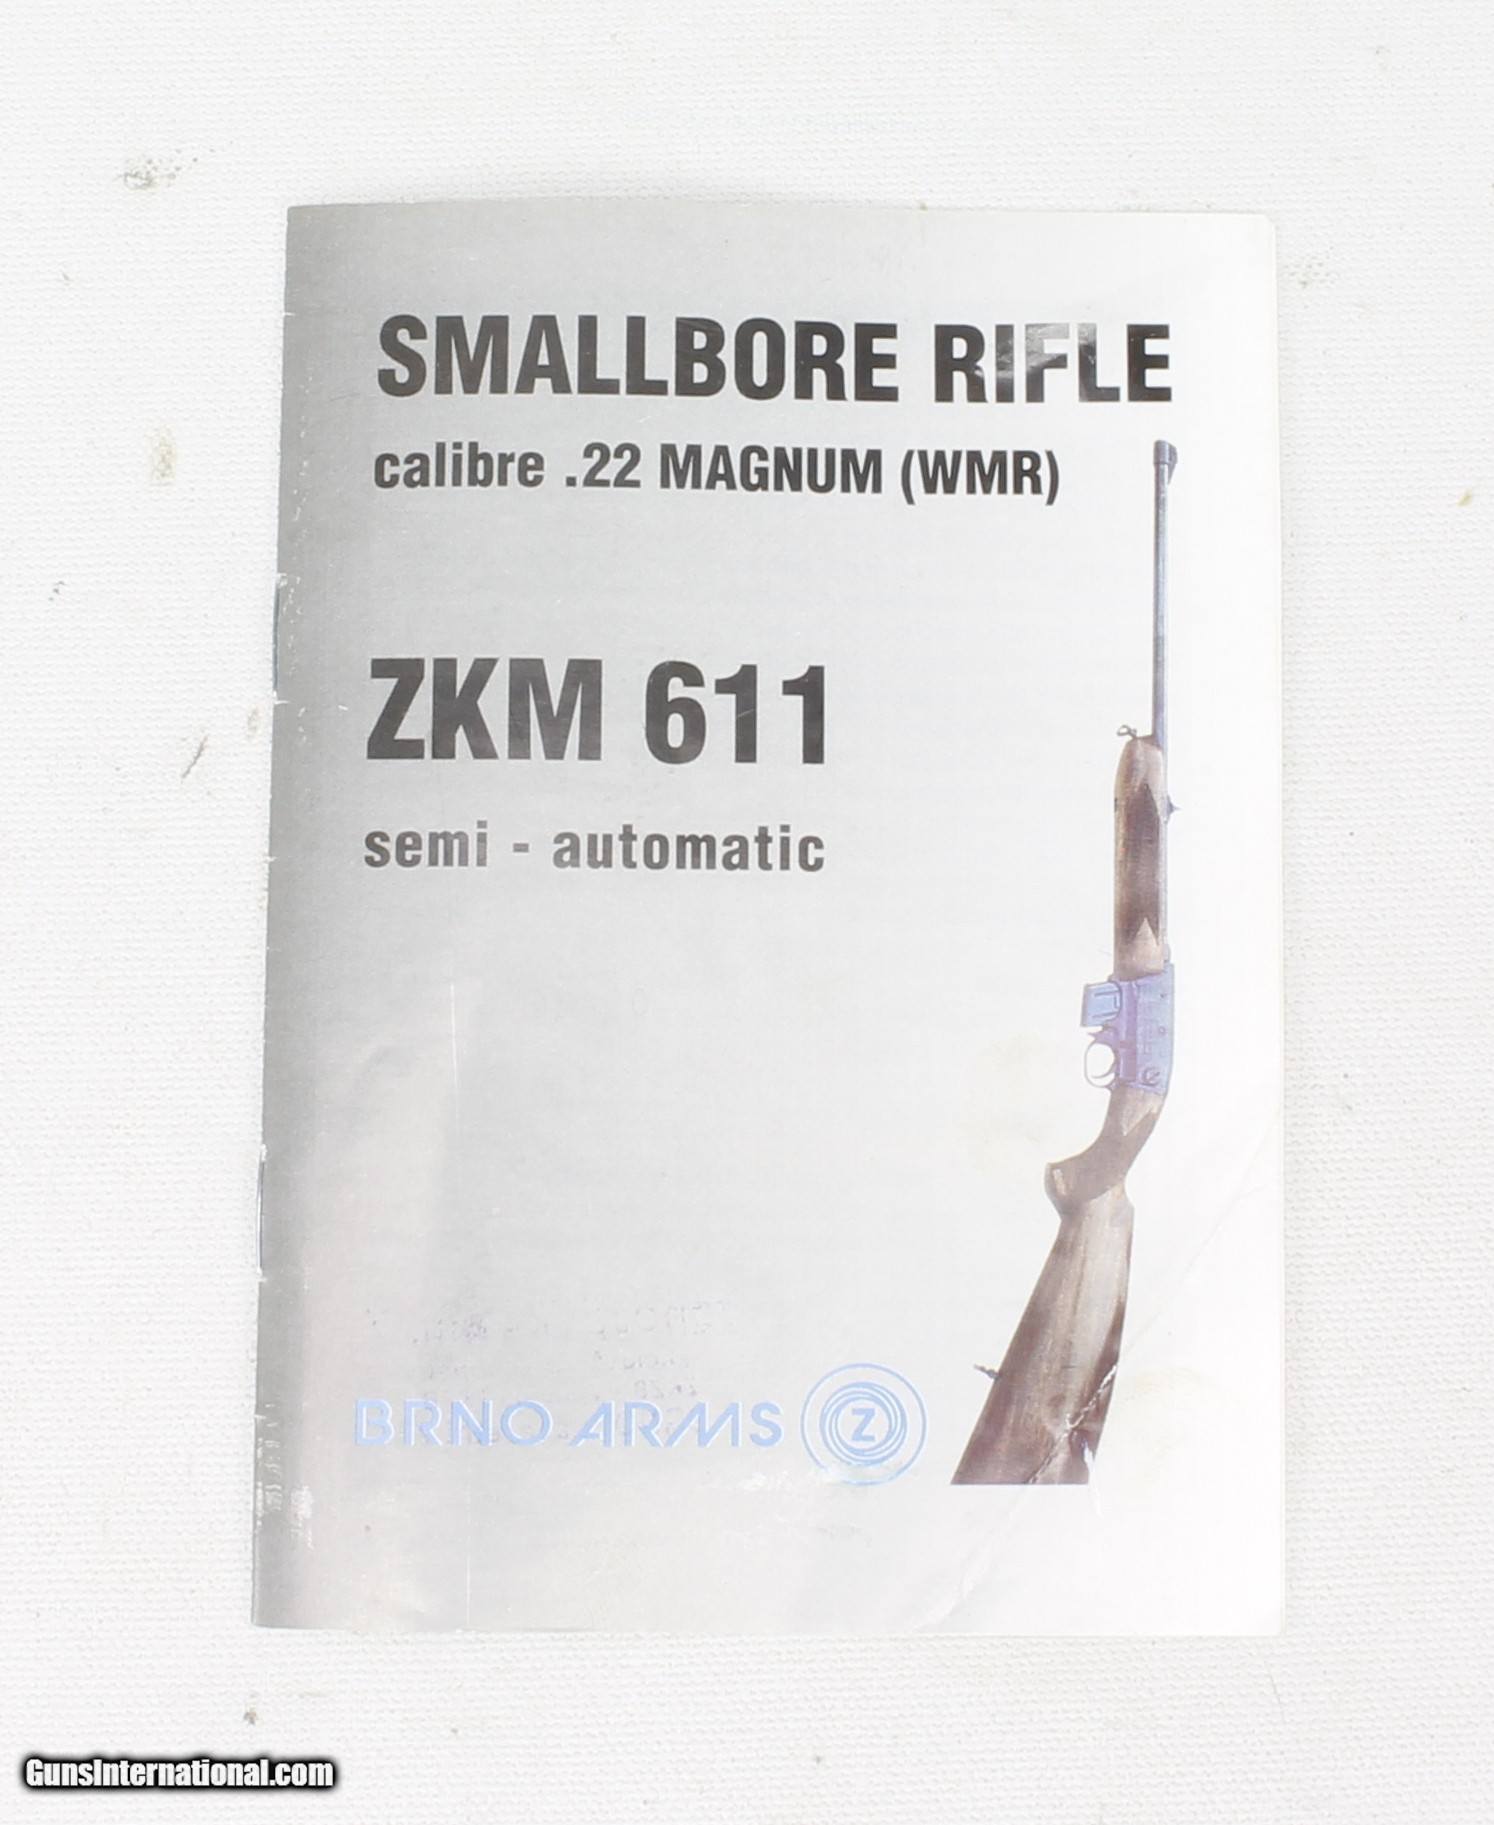 SMALLBORE RIFLE
calibre .22 MAGNUM (WMR)
ZKM 611
semi - automatic
BRNO ARMS Z
GunsInternational.com